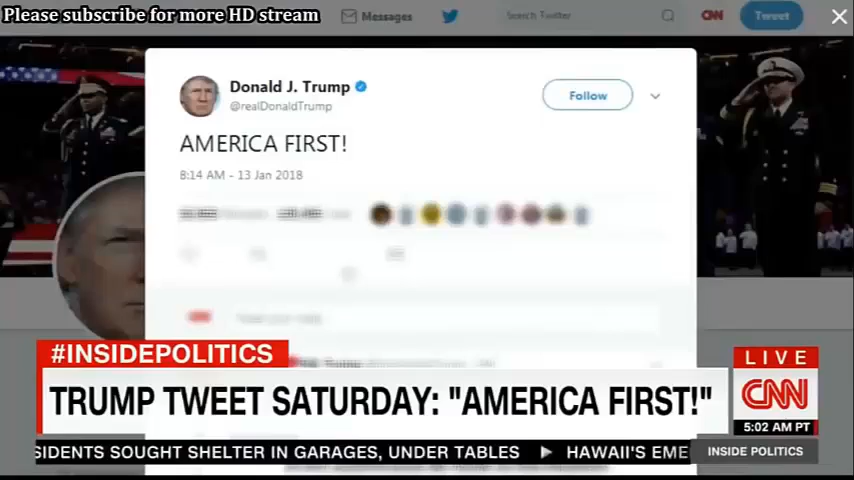 Please subscribe for more HD stream
Messages
Search Twitter
CNN
Tweet
Donald J. Trump
@realDonaldTrump
Follow
AMERICA FIRST!
8:14 AM - 13 Jan 2018
#INSIDEPOLITICS
TRUMP TWEET SATURDAY: "AMERICA FIRST!"
LIVE
CNN
5:02 AM PT
SIDENTS SOUGHT SHELTER IN GARAGES, UNDER TABLES HAWAII'S EME
INSIDE POLITICS